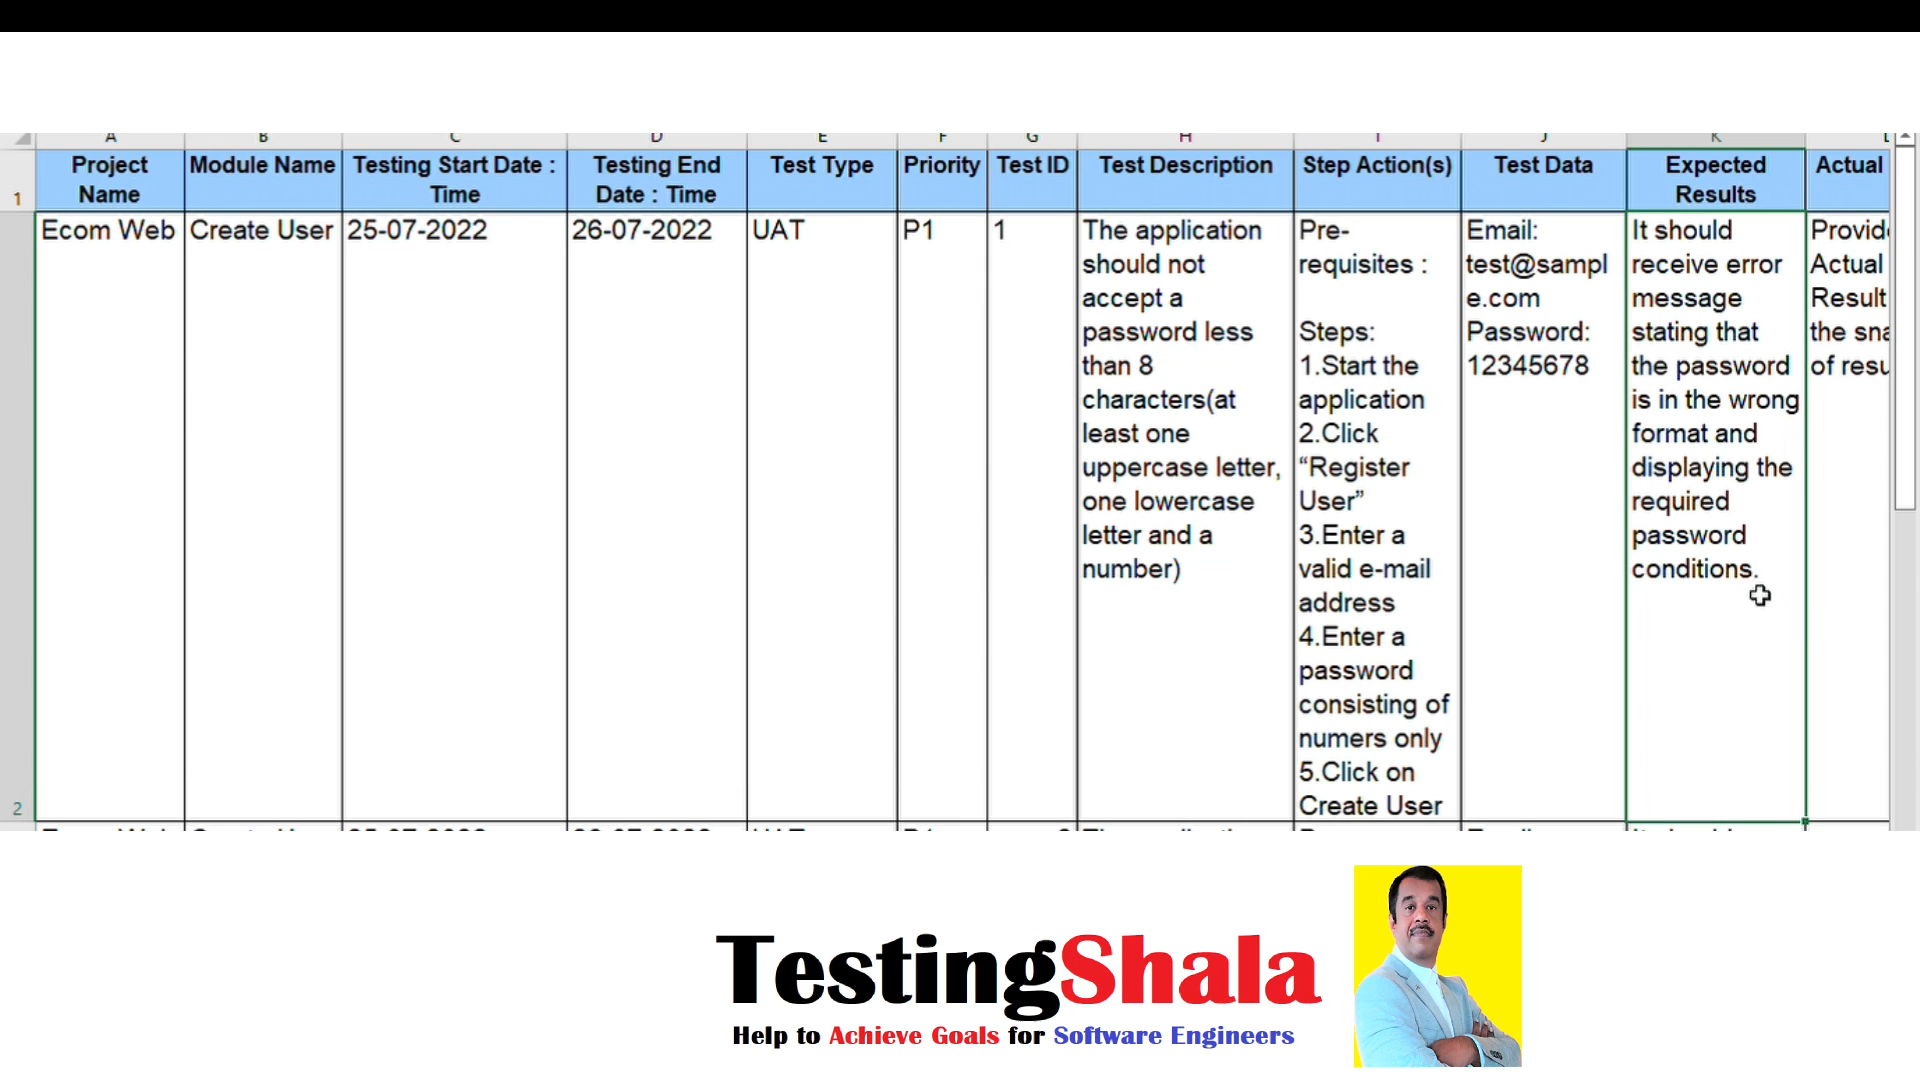 A B C D E F G H I J K L
Project Name Module Name Testing Start Date : Time Testing End Date : Time Test Type Priority Test ID Test Description Step Action(s) Test Data Expected Results Actual
1
Ecom Web
Create User
25-07-2022
26-07-2022
UAT
P1
1
The application
should not
accept a
password less
than 8
characters(at
least one
uppercase letter,
one lowercase
letter and a
number)
Pre-
requisites :
Steps:
1.Start the
application
2.Click
“Register
User”
3.Enter a
valid e-mail
address
4.Enter a
password
consisting of
numers only
5.Click on
Create User
Email:
test@sampl
e.com
Password:
12345678
It should
receive error
message
stating that
the password
is in the wrong
format and
displaying the
required
password
conditions.
Actual
Result
the
of
2
TestingShala
Help to Achieve Goals for Software Engineers